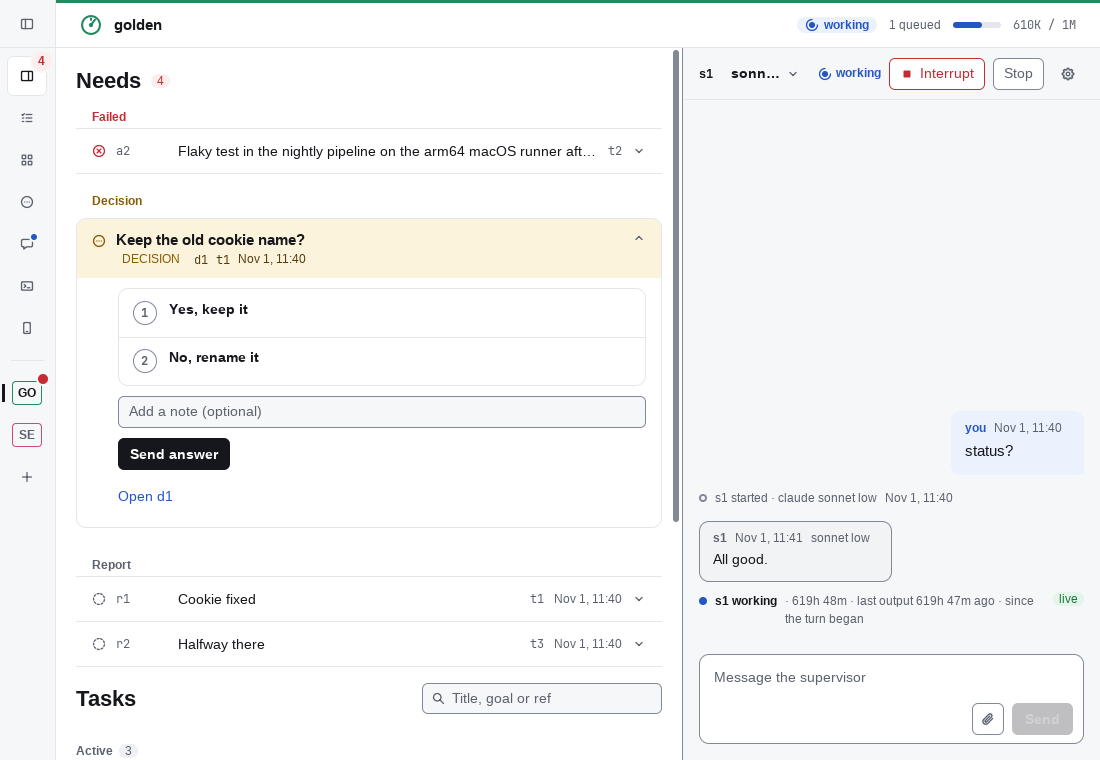 golden
working
1 queued
610K / 1M
4
GO
SE
Needs 4
Failed
a2 Flaky test in the nightly pipeline on the arm64 macOS runner aft… t2
Decision
Keep the old cookie name?
DECISION d1 t1 Nov 1, 11:40
1 Yes, keep it
2 No, rename it
Add a note (optional)
Send answer
Open d1
Report
r1 Cookie fixed t1 Nov 1, 11:40
r2 Halfway there t3 Nov 1, 11:40
Tasks
Title, goal or ref
Active 3
s1 sonn… working Interrupt Stop
you Nov 1, 11:40
status?
s1 started · claude sonnet low Nov 1, 11:40
s1 Nov 1, 11:41 sonnet low
All good.
s1 working · 619h 48m · last output 619h 47m ago · since live
the turn began
Message the supervisor
Send